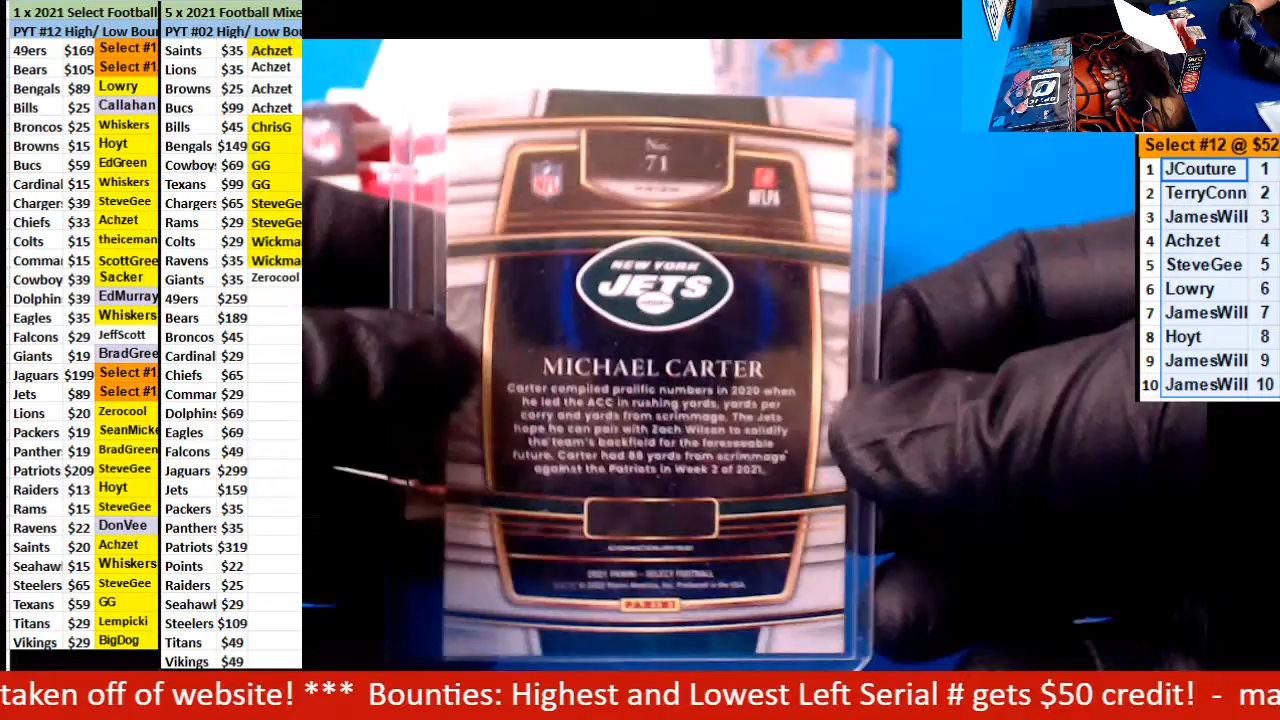 1 x 2021 Select Football
PYT #12 High/ Low Bou
49ers $169 Select #1
Bears $105 Select #1
Bengals $89 Lowry
Bills $25 Callahan
Broncos $25 Whiskers
Browns $15 Hoyt
Bucs $59 EdGreen
Cardinal $15 Whiskers
Charger $39 SteveGee
Chiefs $33 Achzet
Colts $15 theiceman
Comma $15 ScottGree
Cowboy $39 Sacker
Dolphin $39 EdMurray
Eagles $35 Whiskers
Falcons $29 JeffScott
Giants $19 BradGree
Jaguars $199 Select #1
Jets $89 Select #1
Lions $20 Zerocool
Packers $19 SeanMicke
Panther $19 BradGreen
Patriots $209 SteveGee
Raiders $13 Hoyt
Rams $15 SteveGee
Ravens $22 DonVee
Saints $20 Achzet
Seahaw $15 Whiskers
Steelers $65 SteveGee
Texans $59 GG
Titans $29 Lempicki
Vikings $29 BigDog
5 x 2021 Football Mixe
PYT #02 High/ Low Bou
Saints $35 Achzet
Lions $35 Achzet
Browns $25 Achzet
Bucs $99 Achzet
Bills $45 ChrisG
Bengals $149 GG
Cowboy $69 GG
Texans $99 GG
Chargers $65 SteveGe
Rams $29 SteveGe
Colts $29 Wickma
Ravens $35 Wickma
Giants $35 Zerocool
49ers $259
Bears $189
Broncos $45
Cardinal $29
Chiefs $65
Comman $29
Dolphins $69
Eagles $69
Falcons $49
Jaguars $299
Jets $159
Packers $35
Panthers $35
Patriots $319
Points $22
Raiders $25
Seahawl $29
Steelers $109
Titans $49
Vikings $49
No.
71
NFL
NFLPA
NEW YORK
JETS
MICHAEL CARTER
Carter compiled prolific numbers in 2020 when
he led the ACC in rushing yards, yards per
carry and yards from scrimmage. The Jets
hope he can pair with Zach Wilson to solidify
the team's backfield for the foreseeable
future. Carter had 88 yards from scrimmage
against the Patriots in Week 2 of 2021.
CONCOURSE
2021 PANINI - SELECT FOOTBALL
PANINI
Select #12 @ $52
1 JCouture 1
2 TerryConn 2
3 JamesWill 3
4 Achzet 4
5 SteveGee 5
6 Lowry 6
7 JamesWill 7
8 Hoyt 8
9 JamesWill 9
10 JamesWill 10
taken off of website! *** Bounties: Highest and Lowest Left Serial # gets $50 credit! - ma